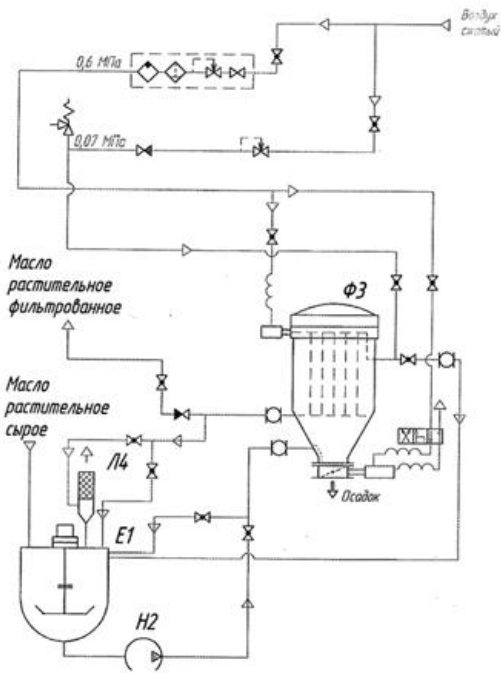 Воздух
сжатый
0,6 МПа
0,07 МПа
Масло
растительное
фильтрованное
Ф3
Масло
растительное
сырое
Л4
Осадок
Е1
Н2